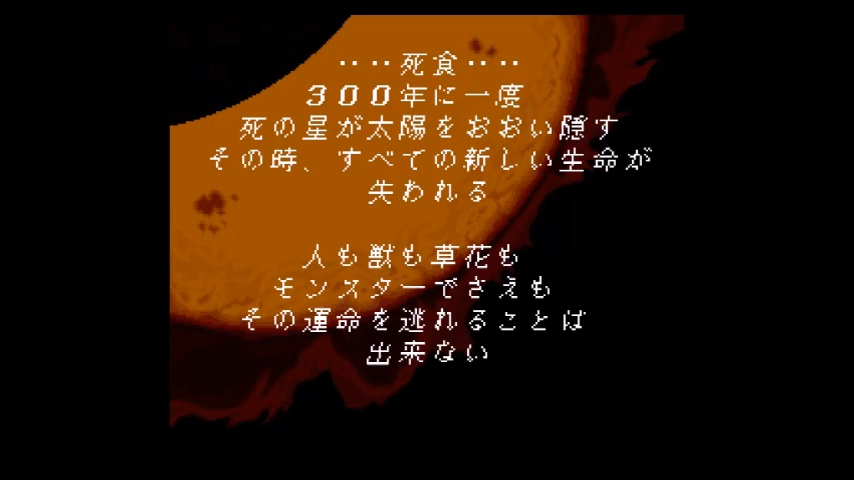 ‥‥死食‥‥
300年に一度
死の星が太陽をおおい隠す
その時、すべての新しい生命が
失われる
人も獣も草花も
モンスターでさえも
その運命を逃れることは
出来ない